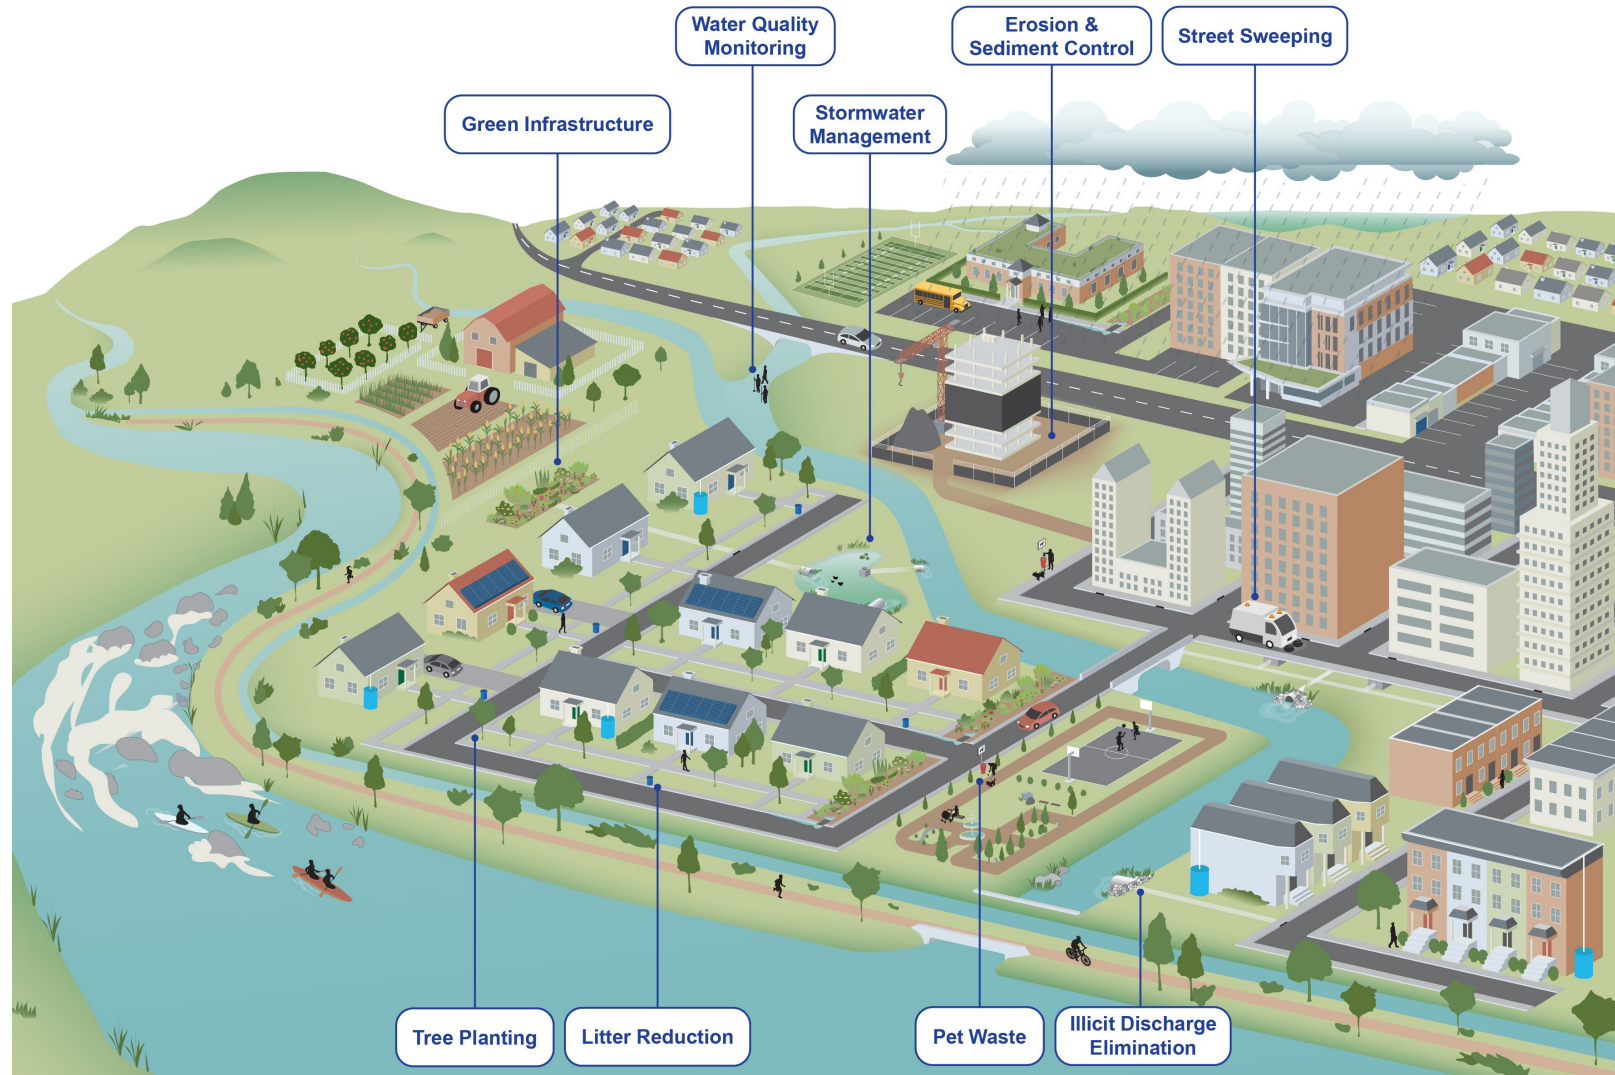 Water Quality
Monitoring
Erosion &
Sediment Control
Street Sweeping
Green Infrastructure
Stormwater
Management
Tree Planting
Litter Reduction
Pet Waste
Illicit Discharge
Elimination